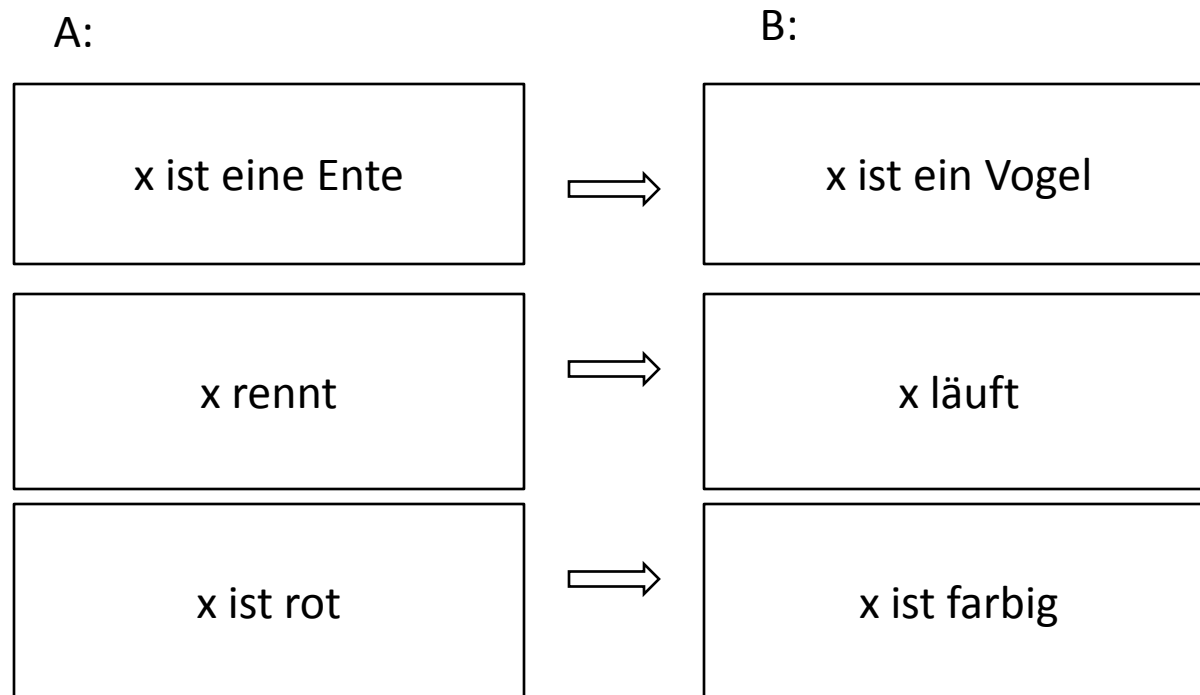 A:
B:
x ist eine Ente
x ist ein Vogel
x rennt
x läuft
x ist rot
x ist farbig